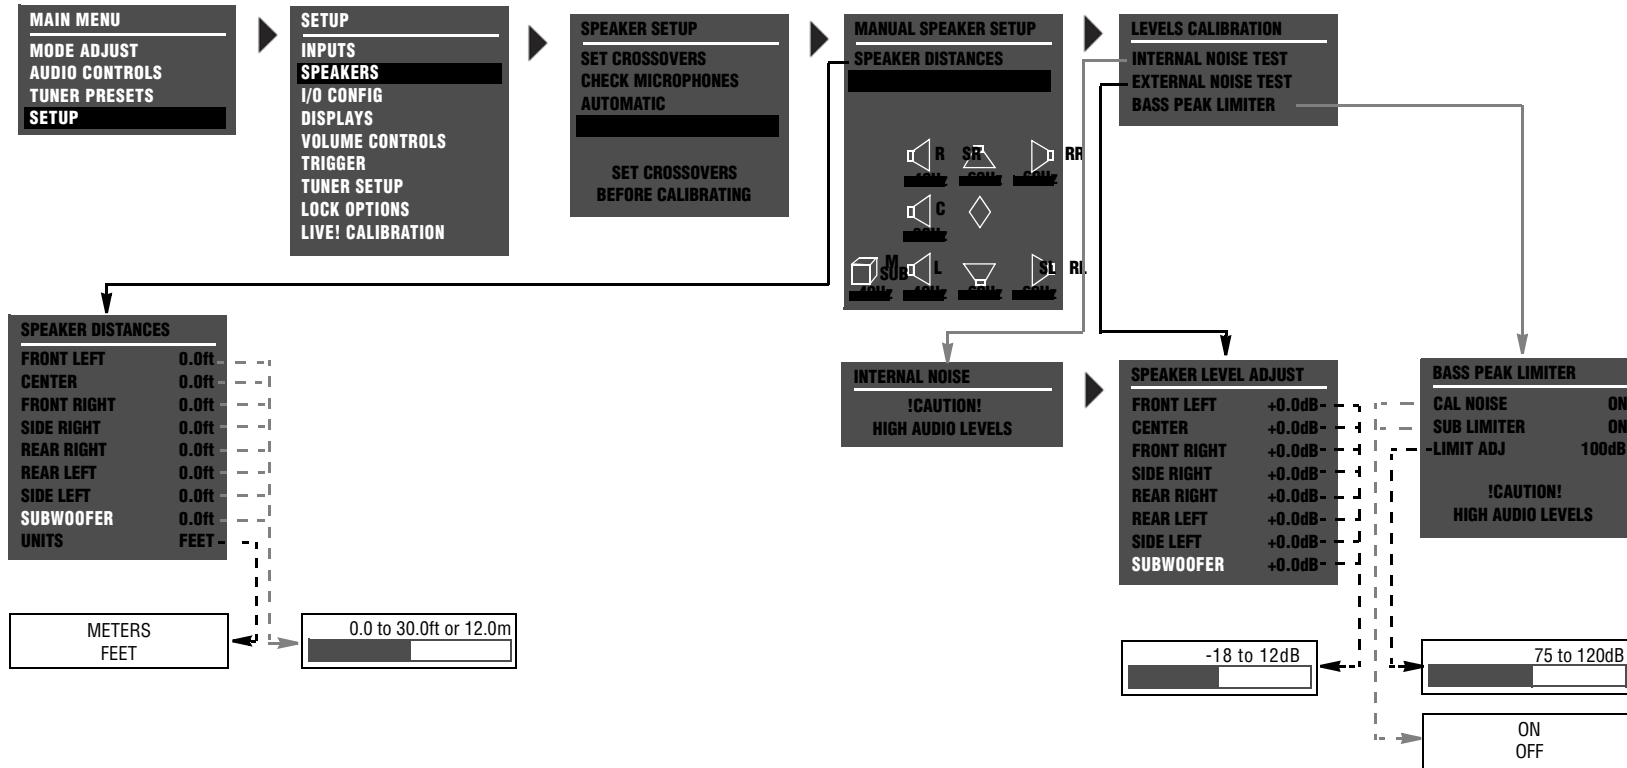 MAIN MENU
MODE ADJUST
AUDIO CONTROLS
TUNER PRESETS
SETUP
SETUP
INPUTS
SPEAKERS
I/O CONFIG
DISPLAYS
VOLUME CONTROLS
TRIGGER
TUNER SETUP
LOCK OPTIONS
LIVE! CALIBRATION
SPEAKER SETUP
SET CROSSOVERS
CHECK MICROPHONES
AUTOMATIC
SET CROSSOVERS
BEFORE CALIBRATING
MANUAL SPEAKER SETUP
SPEAKER DISTANCES
R SR RR
C
M
SUB L SL RL
LEVELS CALIBRATION
INTERNAL NOISE TEST
EXTERNAL NOISE TEST
BASS PEAK LIMITER
SPEAKER DISTANCES
FRONT LEFT 0.0ft
CENTER 0.0ft
FRONT RIGHT 0.0ft
SIDE RIGHT 0.0ft
REAR RIGHT 0.0ft
REAR LEFT 0.0ft
SIDE LEFT 0.0ft
SUBWOOFER 0.0ft
UNITS FEET
METERS
FEET
0.0 to 30.0ft or 12.0m
INTERNAL NOISE
!CAUTION!
HIGH AUDIO LEVELS
SPEAKER LEVEL ADJUST
FRONT LEFT +0.0dB
CENTER +0.0dB
FRONT RIGHT +0.0dB
SIDE RIGHT +0.0dB
REAR RIGHT +0.0dB
REAR LEFT +0.0dB
SIDE LEFT +0.0dB
SUBWOOFER +0.0dB
-18 to 12dB
BASS PEAK LIMITER
CAL NOISE ON
SUB LIMITER ON
LIMIT ADJ 100dB
!CAUTION!
HIGH AUDIO LEVELS
75 to 120dB
ON
OFF